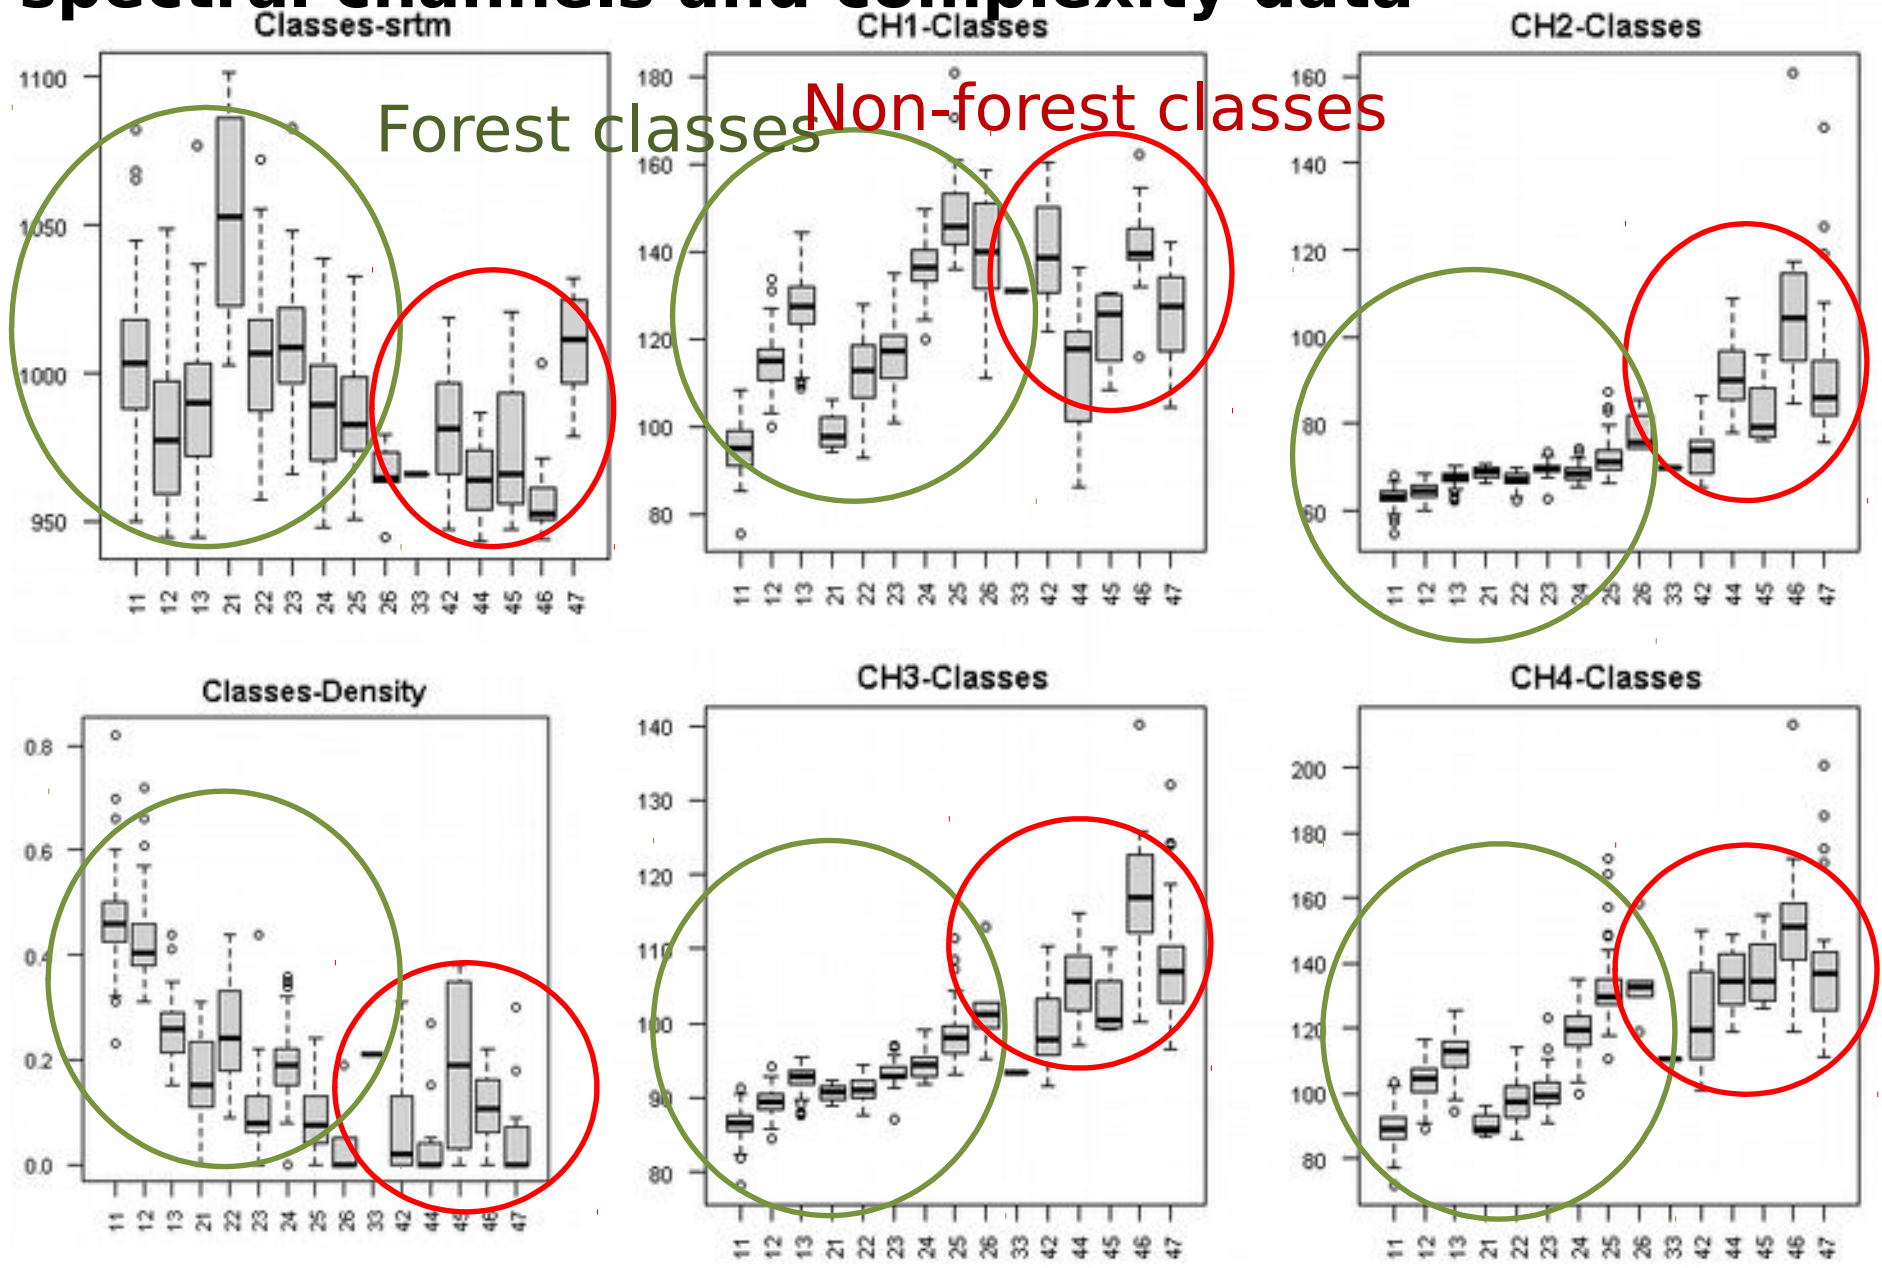 spectral channels and complexity data
Classes-srtm
CH1-Classes
CH2-Classes
Forest classes
Non-forest classes
1100
1050
1000
950
11 12 13 21 22 23 24 25 26 33 42 44 45 46 47
180
160
140
120
100
80
11 12 13 21 22 23 24 25 26 33 42 44 45 46 47
160
140
120
100
80
60
11 12 13 21 22 23 24 25 26 33 42 44 45 46 47
Classes-Density
CH3-Classes
CH4-Classes
0.8
0.6
0.4
0.2
0.0
11 12 13 21 22 23 24 25 26 33 42 44 45 46 47
140
130
120
110
100
90
80
11 12 13 21 22 23 24 25 26 33 42 44 45 46 47
200
180
160
140
120
100
80
11 12 13 21 22 23 24 25 26 33 42 44 45 46 47